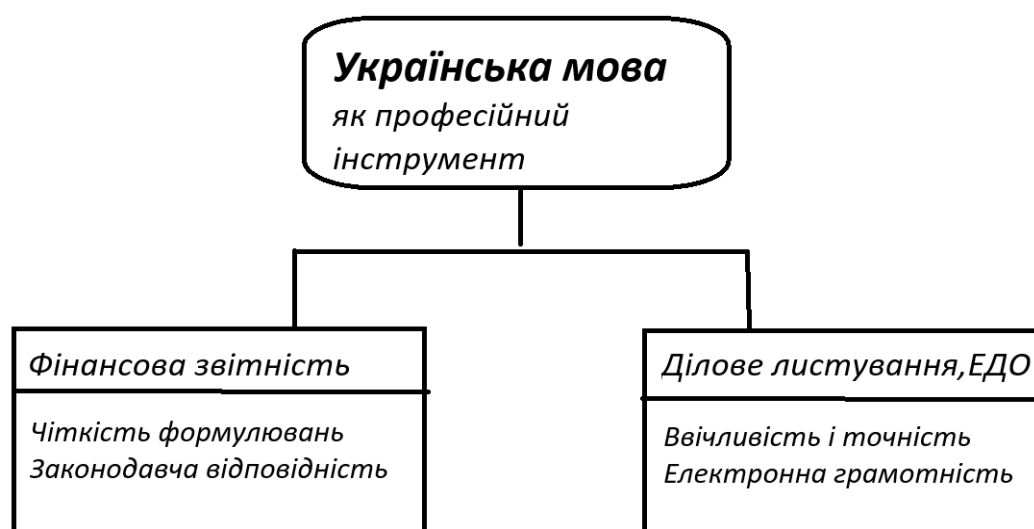 Українська мова
як професійний
інструмент
Фінансова звітність
Чіткість формулювань
Законодавча відповідність
Ділове листування,ЕДО
Ввічливість і точність
Електронна грамотність